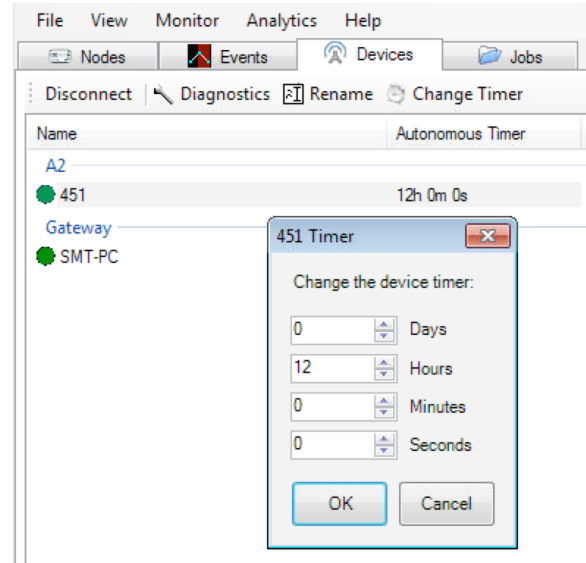 File View Monitor Analytics Help
Nodes Events Devices Jobs
Disconnect Diagnostics Rename Change Timer
Name Autonomous Timer
A2
451 12h 0m 0s
Gateway
SMT-PC
451 Timer
Change the device timer:
0 Days
12 Hours
0 Minutes
0 Seconds
OK Cancel